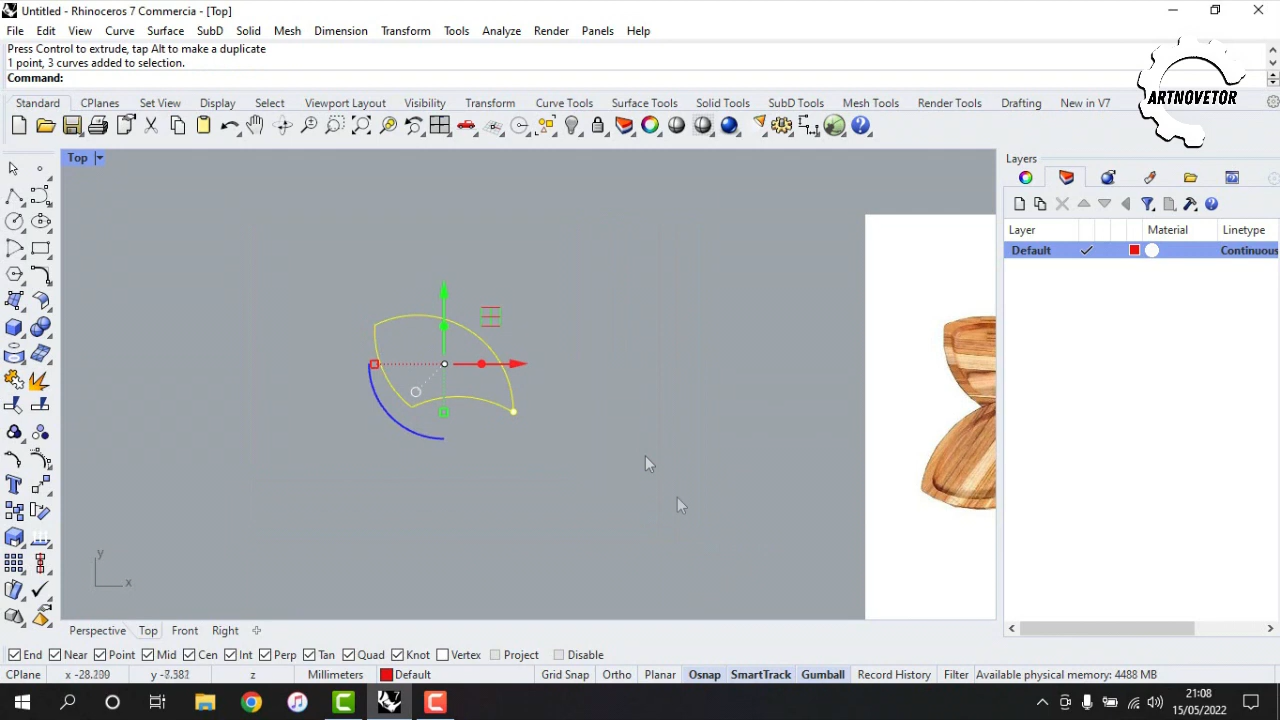 Untitled - Rhinoceros 7 Commercia - [Top]
File Edit View Curve Surface Solid SubD Mesh Dimension Transform Tools Analyze Render Panels Help
Press Control to extrude, tap Alt to make a duplicate
1 point, 3 curves added to selection.
Command:
ARTNOVETOR
Standard CPlanes Set View Display Select Viewport Layout Visibility Transform Curve Tools Surface Tools Solid Tools SubD Tools Mesh Tools Render Tools Drafting New in V7
Top
Layers
Layer Material Linetype
Default Continuous
y
x
Perspective Top Front Right
End Near Point Mid Cen Int Perp Tan Quad Knot Vertex Project Disable
CPlane x -28.299 y -7.382 z Millimeters Default Grid Snap Ortho Planar Osnap SmartTrack Gumball Record History Filter Available physical memory: 4488 MB
21:08
15/05/2022